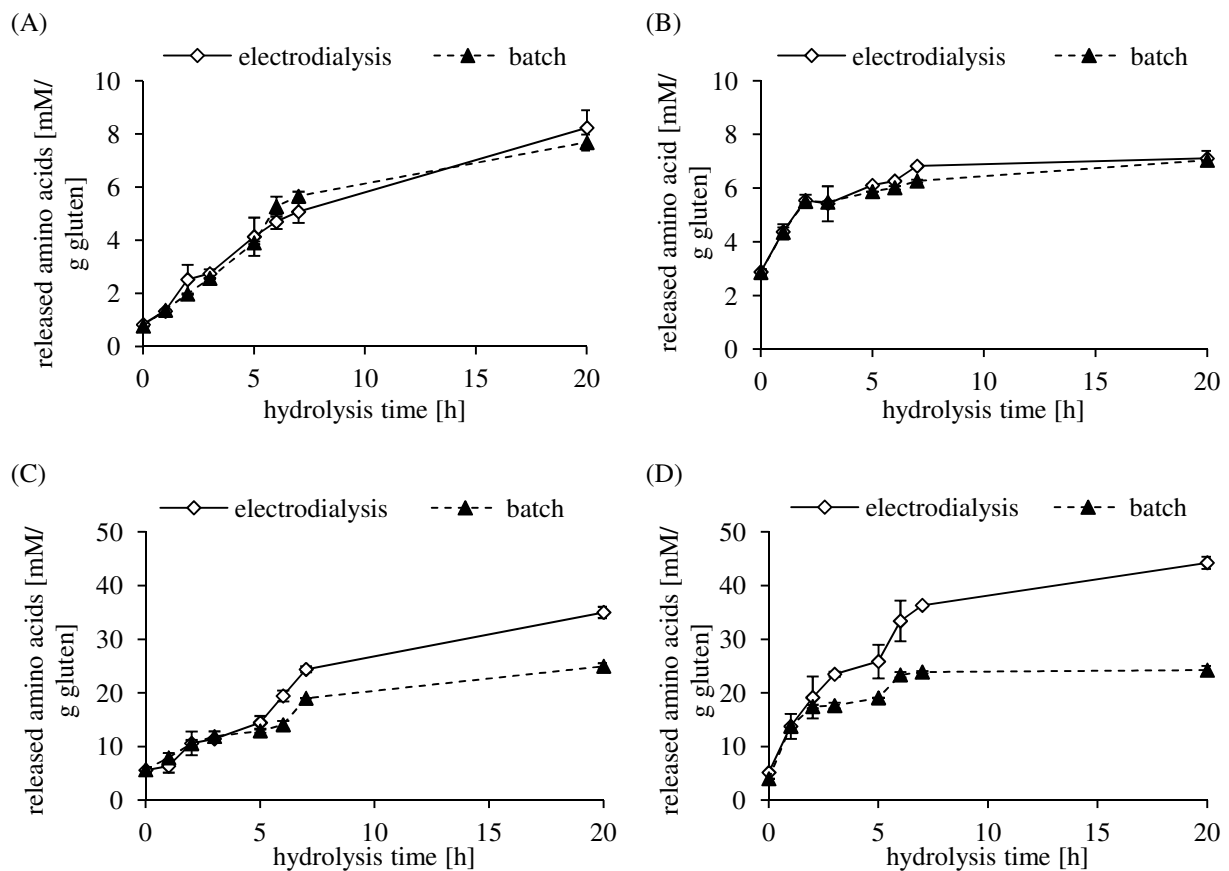 (A)
electrodialysis batch
released amino acids [mM/
g gluten]
10
8
6
4
2
0
0 5 10 15 20
hydrolysis time [h]
(B)
electrodialysis batch
released amino acid [mM/
g gluten]
10
8
6
4
2
0
0 5 10 15 20
hydrolysis time [h]
(C)
electrodialysis batch
released amino acids [mM/
g gluten]
50
40
30
20
10
0
0 5 10 15 20
hydrolysis time [h]
(D)
electrodialysis batch
released amino acids [mM/
g gluten]
50
40
30
20
10
0
0 5 10 15 20
hydrolysis time [h]